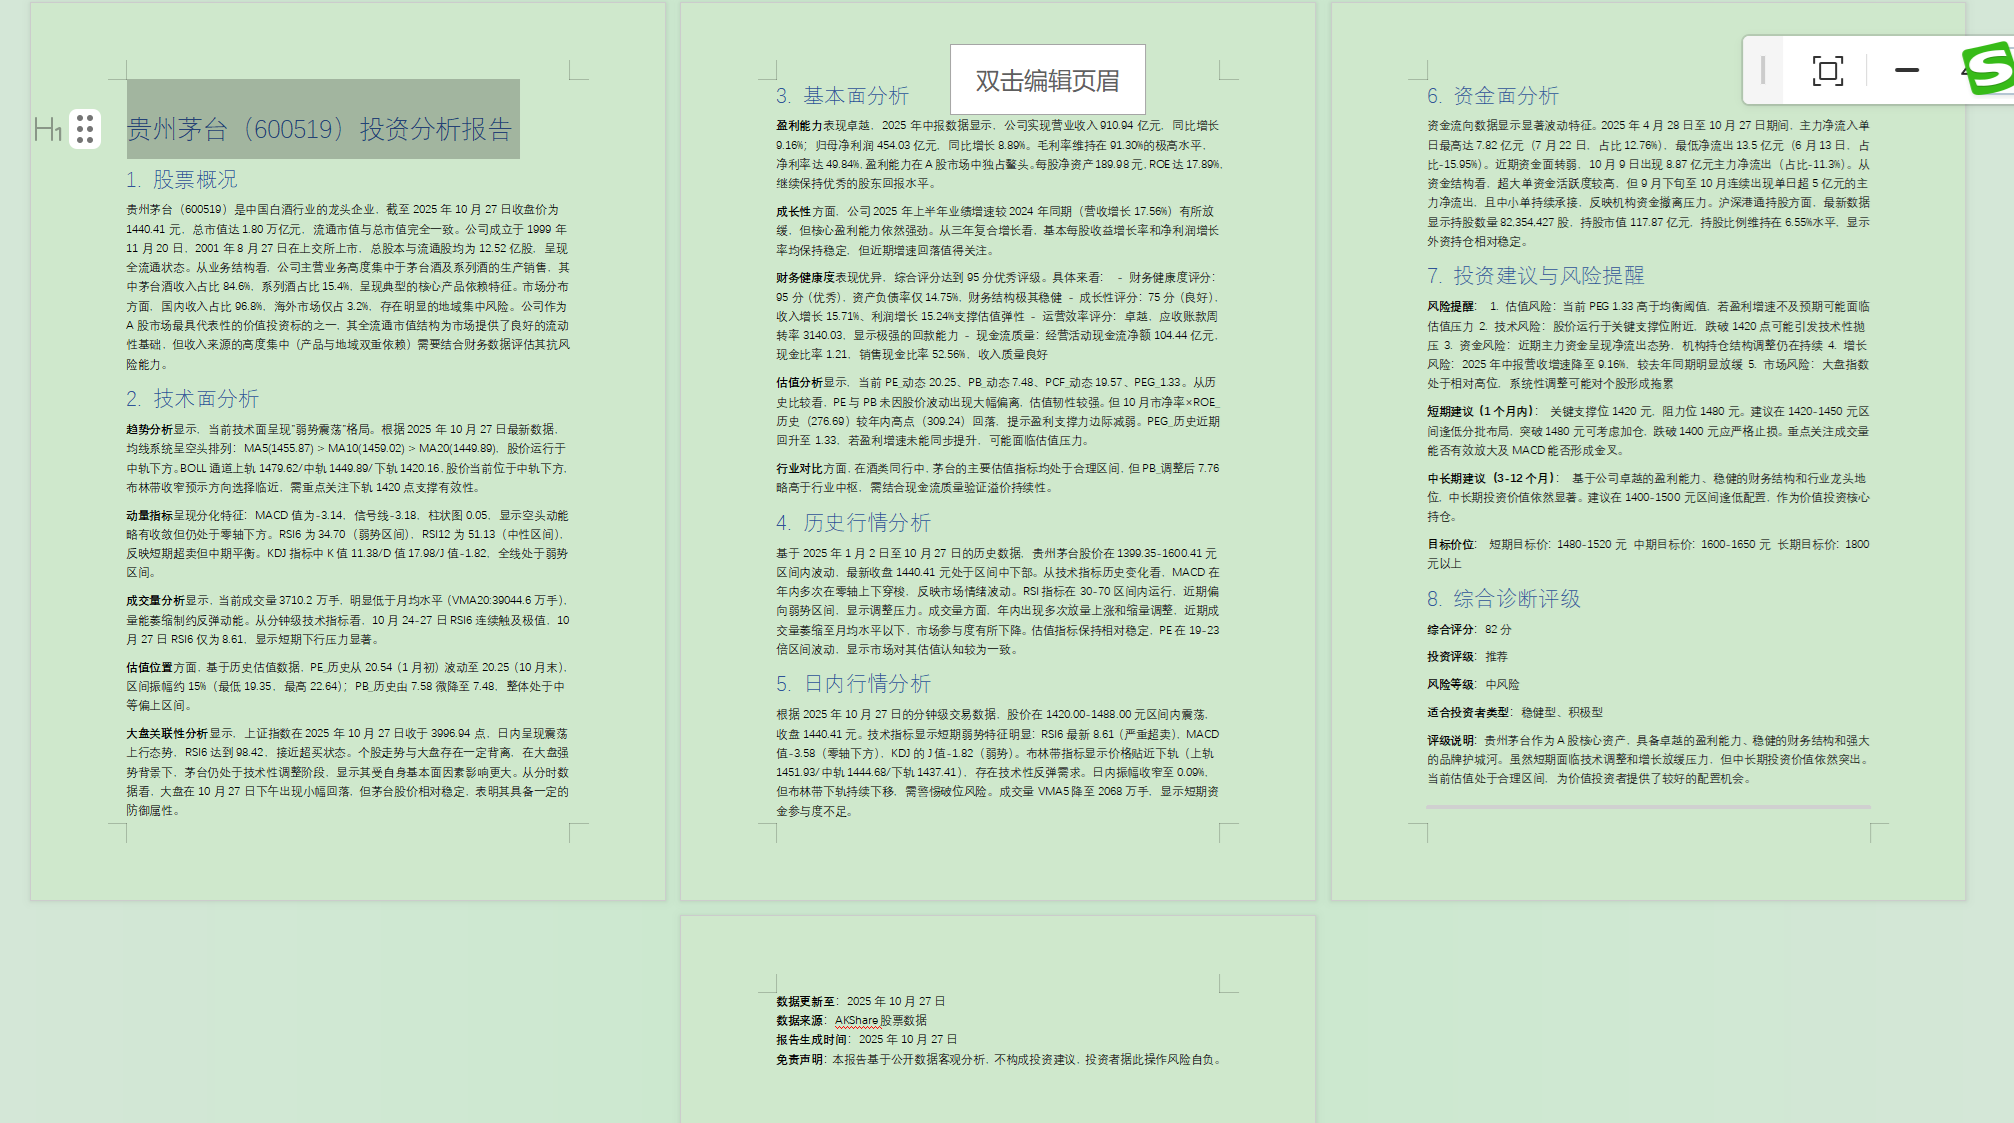 H1
贵州茅台（600519）投资分析报告
1. 股票概况
贵州茅台（600519）是中国白酒行业的龙头企业，截至 2025 年 10 月 27 日收盘价为
1440.41 元，总市值达 1.80 万亿元，流通市值与总市值完全一致。公司成立于 1999 年
11 月 20 日，2001 年 8 月 27 日在上交所上市，总股本与流通股均为 12.52 亿股，呈现
全流通状态。从业务结构看，公司主营业务高度集中于茅台酒及系列酒的生产销售，其
中茅台酒收入占比 84.6%，系列酒占比 15.4%，呈现典型的核心产品依赖特征。市场分布
方面，国内收入占比 96.8%，海外市场仅占 3.2%，存在明显的地域集中风险。公司作为
A 股市场最具代表性的价值投资标的之一，其全流通市值结构为市场提供了良好的流动
性基础，但收入来源的高度集中（产品与地域双重依赖）需要结合财务数据评估其抗风
险能力。
2. 技术面分析
趋势分析显示，当前技术面呈现"弱势震荡"格局。根据 2025 年 10 月 27 日最新数据，
均线系统呈空头排列：MA5(1455.87) > MA10(1459.02) > MA20(1449.89)，股价运行于
中轨下方。BOLL 通道上轨 1479.62/中轨 1449.89/下轨 1420.16，股价当前位于中轨下方，
布林带收窄预示方向选择临近，需重点关注下轨 1420 点支撑有效性。
动量指标呈现分化特征：MACD 值为-3.14，信号线-3.18，柱状图 0.05，显示空头动能
略有收敛但仍处于零轴下方。RSI6 为 34.70（弱势区间），RSI12 为 51.13（中性区间），
反映短期超卖但中期平衡。KDJ 指标中 K 值 11.38/D 值 17.98/J 值-1.82，全线处于弱势
区间。
成交量分析显示，当前成交量 3710.2 万手，明显低于月均水平（VMA20:39044.6 万手），
量能萎缩制约反弹动能。从分钟级技术指标看，10 月 24-27 日 RSI6 连续触及极值，10
月 27 日 RSI6 仅为 8.61，显示短期下行压力显著。
估值位置方面，基于历史估值数据，PE_历史从 20.54（1 月初）波动至 20.25（10 月末），
区间振幅约 15%（最低 19.35，最高 22.64）；PB_历史由 7.58 微降至 7.48，整体处于中
等偏上区间。
大盘关联性分析显示，上证指数在 2025 年 10 月 27 日收于 3996.94 点，日内呈现震荡
上行态势，RSI6 达到 98.42，接近超买状态。个股走势与大盘存在一定背离，在大盘强
势背景下，茅台仍处于技术性调整阶段，显示其受自身基本面因素影响更大。从分时数
据看，大盘在 10 月 27 日下午出现小幅回落，但茅台股价相对稳定，表明其具备一定的
防御属性。
双击编辑页眉
3. 基本面分析
盈利能力表现卓越，2025 年中报数据显示，公司实现营业收入 910.94 亿元，同比增长
9.16%；归母净利润 454.03 亿元，同比增长 8.89%。毛利率维持在 91.30%的极高水平，
净利率达 49.84%，盈利能力在 A 股市场中独占鳌头。每股净资产 189.98 元，ROE 达 17.89%，
继续保持优秀的股东回报水平。
成长性方面，公司 2025 年上半年业绩增速较 2024 年同期（营收增长 17.56%）有所放
缓，但核心盈利能力依然强劲。从三年复合增长看，基本每股收益增长率和净利润增长
率均保持稳定，但近期增速回落值得关注。
财务健康度表现优异，综合评分达到 95 分优秀评级。具体来看： - 财务健康度评分：
95 分（优秀），资产负债率仅 14.75%，财务结构极其稳健 - 成长性评分：75 分（良好），
收入增长 15.71%、利润增长 15.24%支撑估值弹性 - 运营效率评分：卓越，应收账款周
转率 3140.03，显示极强的回款能力 - 现金流质量：经营活动现金流净额 104.44 亿元，
现金比率 1.21，销售现金比率 52.56%，收入质量良好
估值分析显示，当前 PE_动态 20.25、PB_动态 7.48、PCF_动态 19.57、PEG_1.33。从历
史比较看，PE 与 PB 未因股价波动出现大幅偏离，估值韧性较强。但 10 月市净率×ROE_
历史（276.69）较年内高点（309.24）回落，提示盈利支撑力边际减弱。PEG_历史近期
回升至 1.33，若盈利增速未能同步提升，可能面临估值压力。
行业对比方面，在酒类同行中，茅台的主要估值指标均处于合理区间，但 PB_调整后 7.76
略高于行业中枢，需结合现金流质量验证溢价持续性。
4. 历史行情分析
基于 2025 年 1 月 2 日至 10 月 27 日的历史数据，贵州茅台股价在 1399.35-1600.41 元
区间内波动，最新收盘 1440.41 元处于区间中下部。从技术指标历史变化看，MACD 在
年内多次在零轴上下穿梭，反映市场情绪波动。RSI 指标在 30-70 区间内运行，近期偏
向弱势区间，显示调整压力。成交量方面，年内出现多次放量上涨和缩量调整，近期成
交量萎缩至月均水平以下，市场参与度有所下降。估值指标保持相对稳定，PE 在 19-23
倍区间波动，显示市场对其估值认知较为一致。
5. 日内行情分析
根据 2025 年 10 月 27 日的分钟级交易数据，股价在 1420.00-1488.00 元区间内震荡，
收盘 1440.41 元。技术指标显示短期弱势特征明显：RSI6 最新 8.61（严重超卖），MACD
值-3.58（零轴下方），KDJ 的 J 值-1.82（弱势）。布林带指标显示价格贴近下轨（上轨
1451.93/中轨 1444.68/下轨 1437.41），存在技术性反弹需求。日内振幅收窄至 0.09%，
但布林带下轨持续下移，需警惕破位风险。成交量 VMA5 降至 2068 万手，显示短期资
金参与度不足。
6. 资金面分析
资金流向数据显示显著波动特征。2025 年 4 月 28 日至 10 月 27 日期间，主力净流入单
日最高达 7.82 亿元（7 月 22 日，占比 12.76%），最低净流出 13.5 亿元（6 月 13 日，占
比-15.95%）。近期资金面转弱，10 月 9 日出现 8.87 亿元主力净流出（占比-11.3%）。从
资金结构看，超大单资金活跃度较高，但 9 月下旬至 10 月连续出现单日超 5 亿元的主
力净流出，且中小单持续承接，反映机构资金撤离压力。沪深港通持股方面，最新数据
显示持股数量 82,354,427 股，持股市值 117.87 亿元，持股比例维持在 6.55%水平，显示
外资持仓相对稳定。
7. 投资建议与风险提醒
风险提醒： 1. 估值风险：当前 PEG 1.33 高于均衡阈值，若盈利增速不及预期可能面临
估值压力 2. 技术风险：股价运行于关键支撑位附近，跌破 1420 点可能引发技术性抛
压 3. 资金风险：近期主力资金呈现净流出态势，机构持仓结构调整仍在持续 4. 增长
风险：2025 年中报营收增速降至 9.16%，较去年同期明显放缓 5. 市场风险：大盘指数
处于相对高位，系统性调整可能对个股形成拖累
短期建议（1 个月内）： 关键支撑位 1420 元，阻力位 1480 元。建议在 1420-1450 元区
间逢低分批布局，突破 1480 元可考虑加仓，跌破 1400 元应严格止损。重点关注成交量
能否有效放大及 MACD 能否形成金叉。
中长期建议（3-12 个月）： 基于公司卓越的盈利能力、稳健的财务结构和行业龙头地
位，中长期投资价值依然显著。建议在 1400-1500 元区间逢低配置，作为价值投资核心
持仓。
目标价位： 短期目标价：1480-1520 元 中期目标价：1600-1650 元 长期目标价：1800
元以上
8. 综合诊断评级
综合评分：82 分
投资评级：推荐
风险等级：中风险
适合投资者类型：稳健型、积极型
评级说明：贵州茅台作为 A 股核心资产，具备卓越的盈利能力、稳健的财务结构和强大
的品牌护城河。虽然短期面临技术调整和增长放缓压力，但中长期投资价值依然突出。
当前估值处于合理区间，为价值投资者提供了较好的配置机会。
数据更新至：2025 年 10 月 27 日
数据来源：AKShare 股票数据
报告生成时间：2025 年 10 月 27 日
免责声明：本报告基于公开数据客观分析，不构成投资建议，投资者据此操作风险自负。